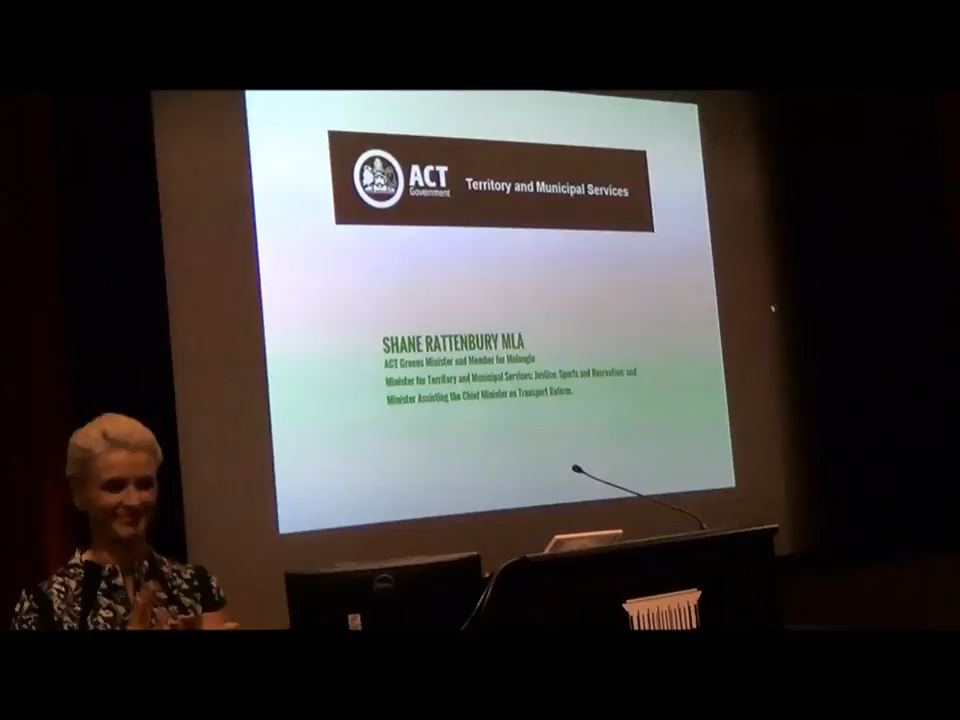 ACT
Government
Territory and Municipal Services
SHANE RATTENBURY MLA
ACT Greens Minister and Member for Molonglo
Minister for Territory and Municipal Services; Justice; Sports and Recreation; and
Minister Assisting the Chief Minister on Transport Reform.
DELL